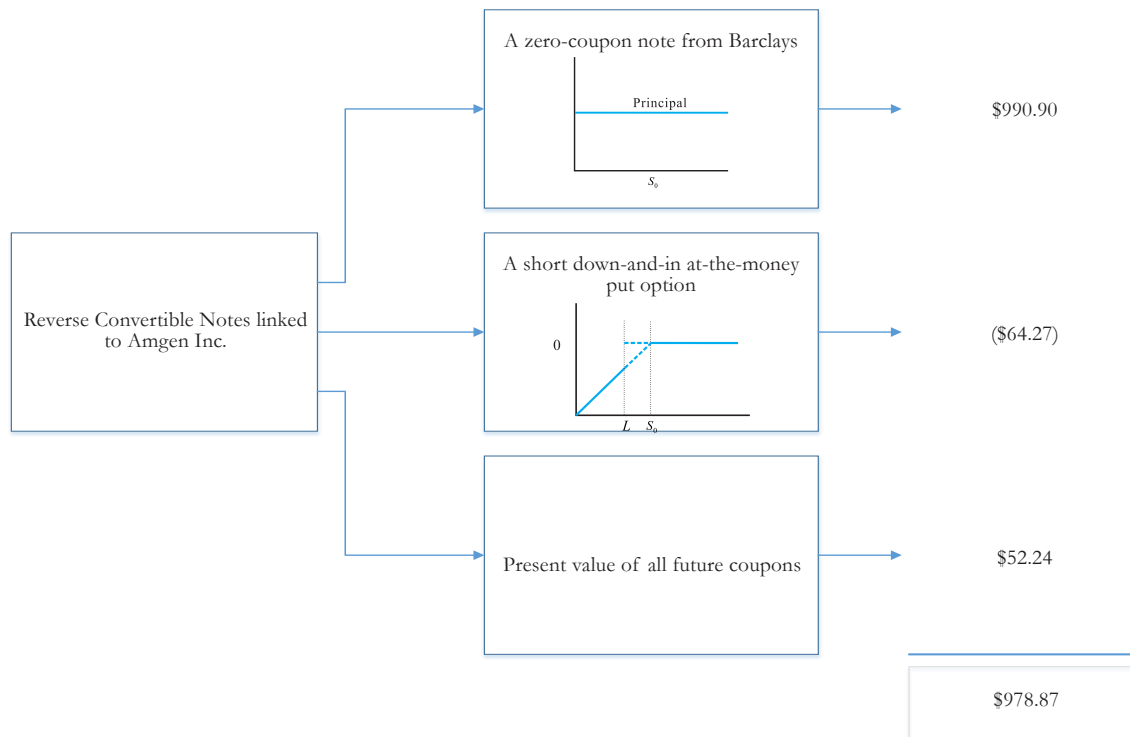 A zero-coupon note from Barclays
Principal
S₀
$990.90
Reverse Convertible Notes linked
to Amgen Inc.
A short down-and-in at-the-money
put option
0
L S₀
($64.27)
Present value of all future coupons
$52.24
$978.87